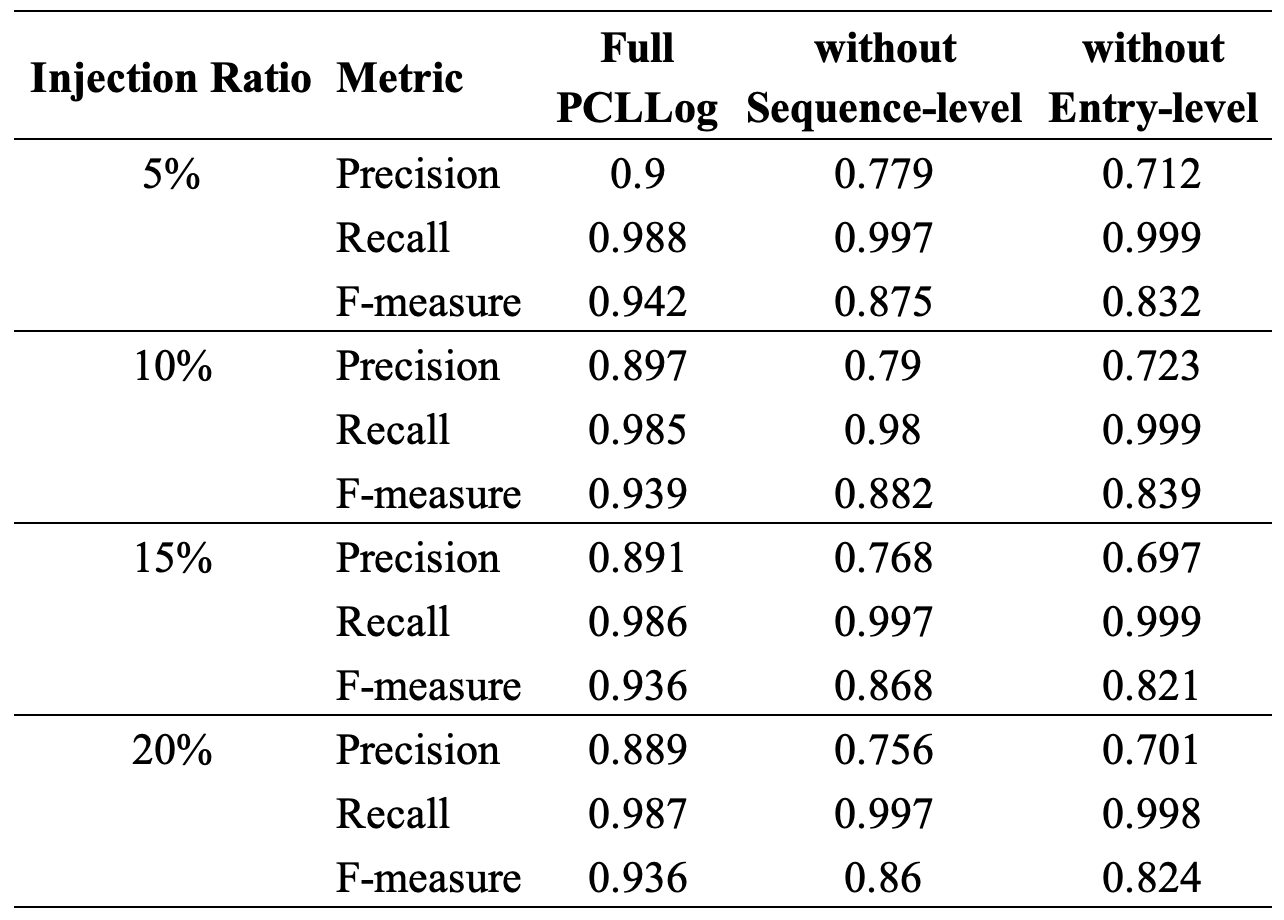 Injection Ratio Metric Full PCLLog without Sequence-level without Entry-level
5% Precision 0.9 0.779 0.712
Recall 0.988 0.997 0.999
F-measure 0.942 0.875 0.832
10% Precision 0.897 0.79 0.723
Recall 0.985 0.98 0.999
F-measure 0.939 0.882 0.839
15% Precision 0.891 0.768 0.697
Recall 0.986 0.997 0.999
F-measure 0.936 0.868 0.821
20% Precision 0.889 0.756 0.701
Recall 0.987 0.997 0.998
F-measure 0.936 0.86 0.824